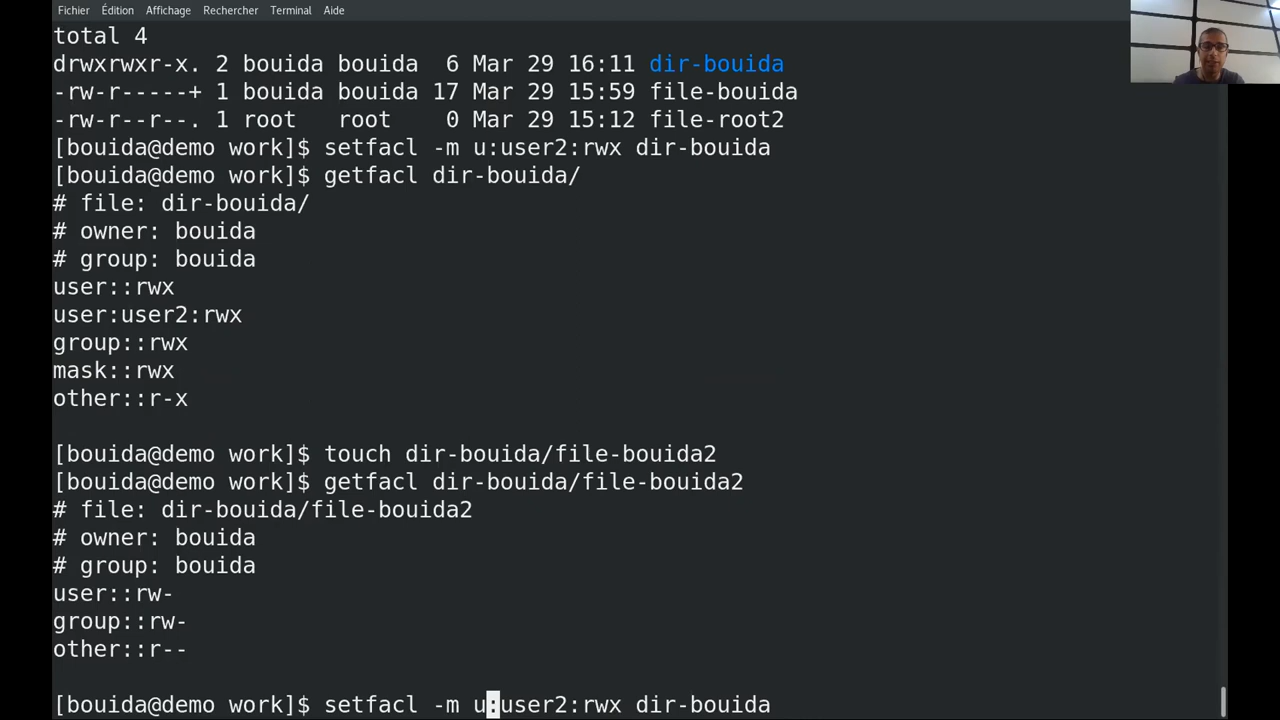 Fichier Édition Affichage Rechercher Terminal Aide
total 4
drwxrwxr-x. 2 bouida bouida  6 Mar 29 16:11 dir-bouida
-rw-r-----+ 1 bouida bouida 17 Mar 29 15:59 file-bouida
-rw-r--r--. 1 root   root    0 Mar 29 15:12 file-root2
[bouida@demo work]$ setfacl -m u:user2:rwx dir-bouida
[bouida@demo work]$ getfacl dir-bouida/
# file: dir-bouida/
# owner: bouida
# group: bouida
user::rwx
user:user2:rwx
group::rwx
mask::rwx
other::r-x
[bouida@demo work]$ touch dir-bouida/file-bouida2
[bouida@demo work]$ getfacl dir-bouida/file-bouida2
# file: dir-bouida/file-bouida2
# owner: bouida
# group: bouida
user::rw-
group::rw-
other::r--
[bouida@demo work]$ setfacl -m u:user2:rwx dir-bouida